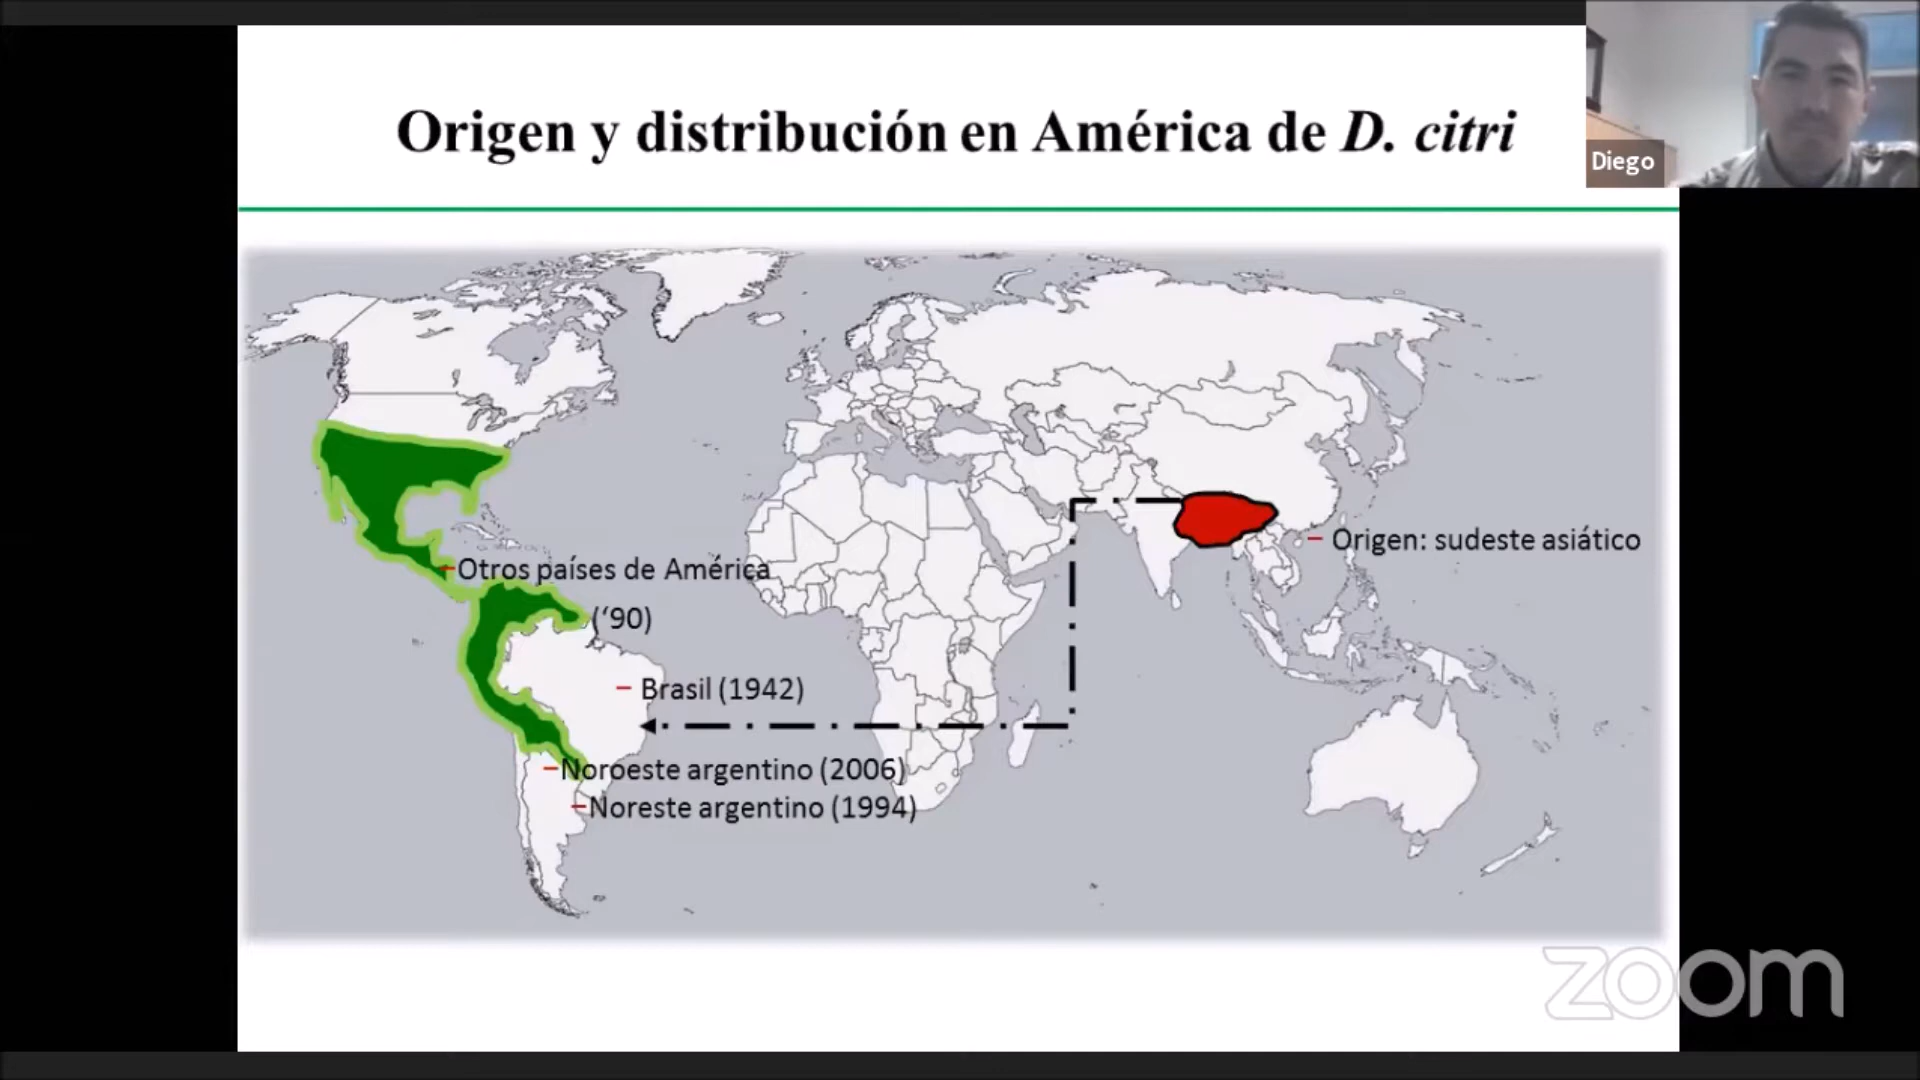 Origen y distribución en América de D. citri
Diego
Origen: sudeste asiático
Otros países de América
(‘90)
Brasil (1942)
Noroeste argentino (2006)
Noreste argentino (1994)
zoom